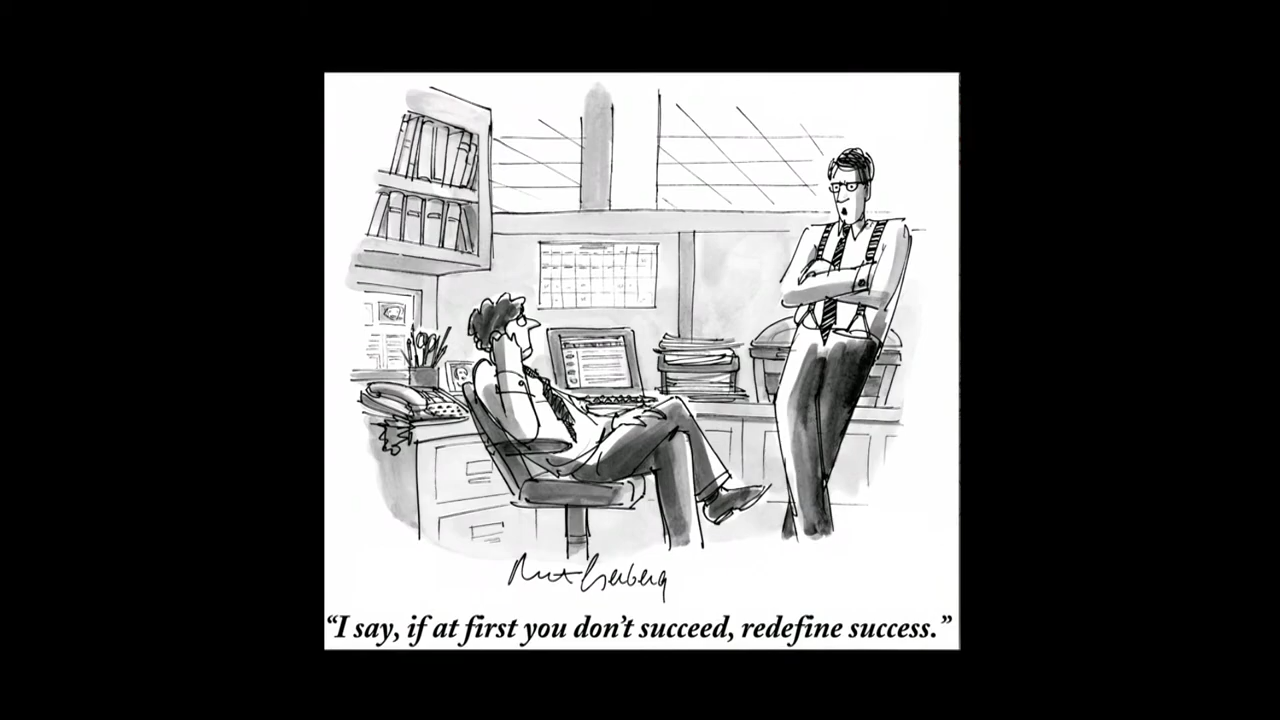 “I say, if at first you don’t succeed, redefine success.”